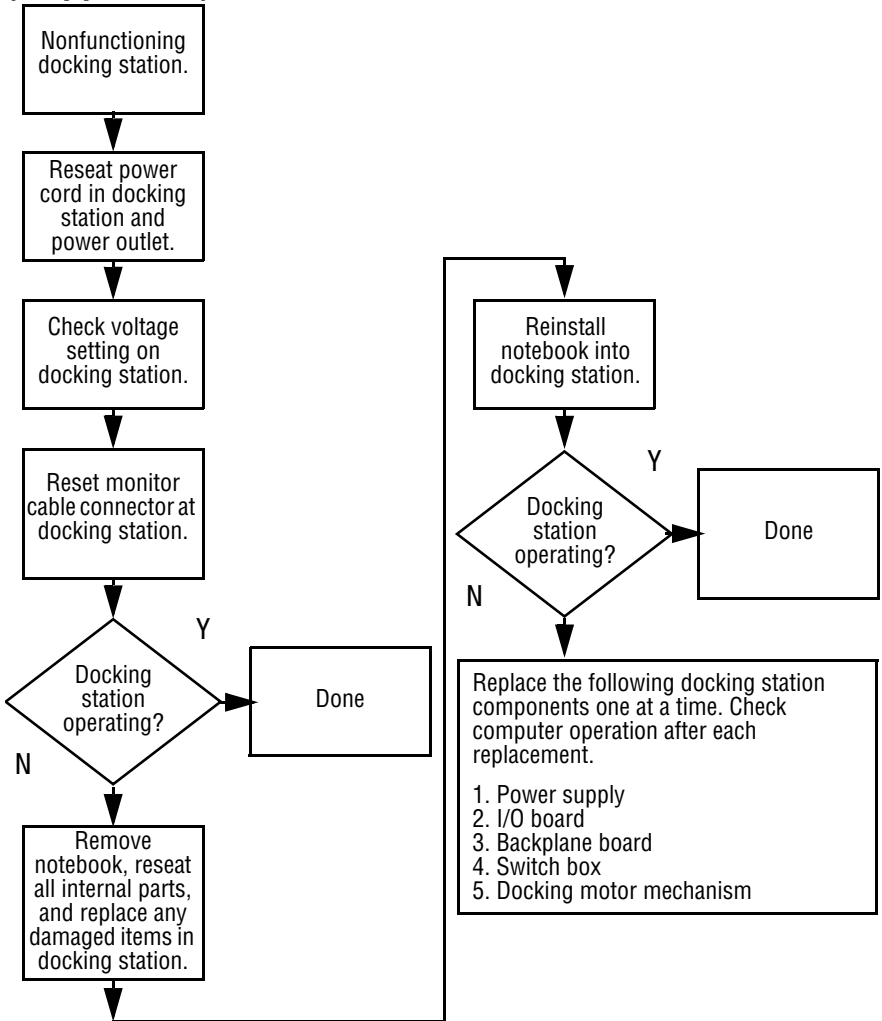 Nonfunctioning
docking station.
Reseat power
cord in docking
station and
power outlet.
Check voltage
setting on
docking station.
Reset monitor
cable connector at
docking station.
Docking
station
operating?
Y
Done
N
Remove
notebook, reseat
all internal parts,
and replace any
damaged items in
docking station.
Reinstall
notebook into
docking station.
Docking
station
operating?
Y
Done
N
Replace the following docking station
components one at a time. Check
computer operation after each
replacement.
1. Power supply
2. I/O board
3. Backplane board
4. Switch box
5. Docking motor mechanism